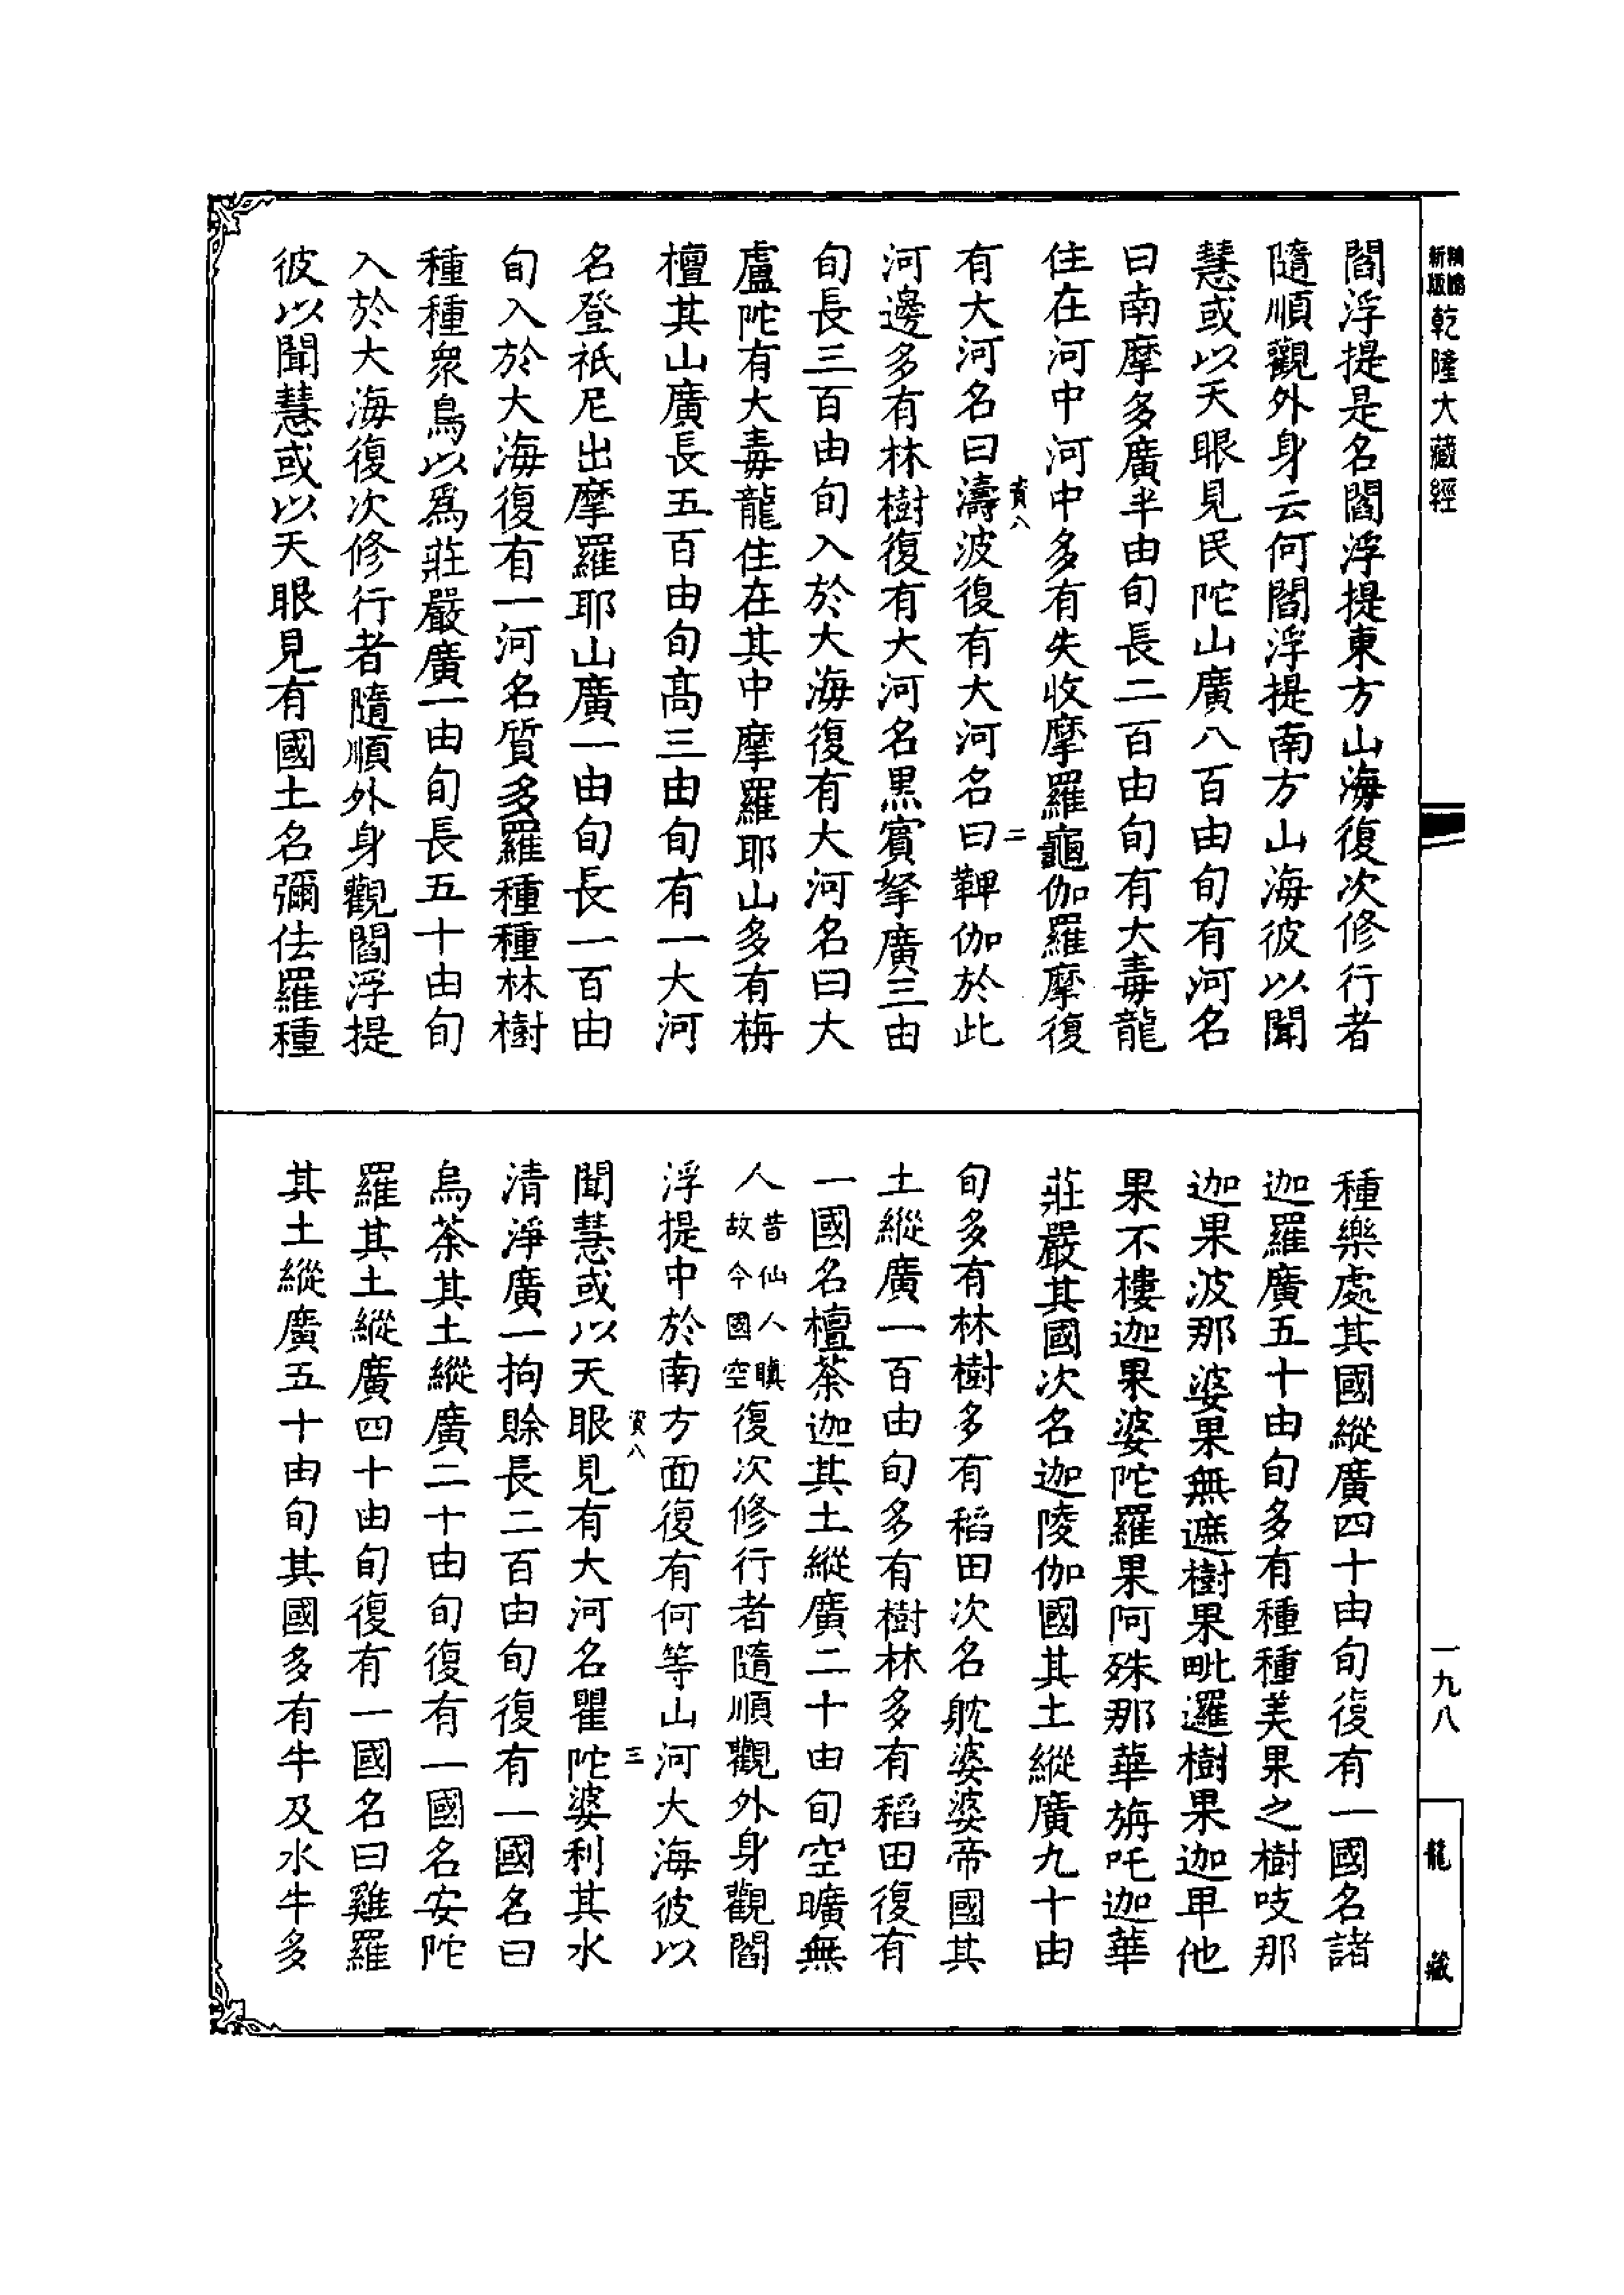 乾隆大藏經
一九八
龍藏
閻浮提是名閻浮提東方山海復次修行者
隨順觀外身云何閻浮提南方山海彼以聞
慧或以天眼見民陀山廣八百由旬有河名
曰南摩多廣半由旬長二百由旬有大毒龍
住在河中河中多有失收摩羅龜伽羅摩復
有大河名曰濤波復有大河名曰鞞伽於此
河邊多有林樹復有大河名黑賓拏廣三由
旬長三百由旬入於大海復有大河名曰大
盧陀有大毒龍住在其中摩羅耶山多有栴
檀其山廣長五百由旬高三由旬有一大河
名登祇尼出摩羅耶山廣一由旬長一百由
旬入於大海復有一河名質多羅種種林樹
種種衆鳥以爲莊嚴廣一由旬長五十由旬
入於大海復次修行者隨順外身觀閻浮提
彼以聞慧或以天眼見有國土名彌佉羅種
種樂處其國縱廣四十由旬復有一國名諸
迦羅廣五十由旬多有種種美果之樹吱那
迦果波那婆果無遮樹果毗邏樹果迦卑他
果不樓迦果婆陀羅果阿殊那華旃吒迦華
莊嚴其國次名迦陵伽國其土縱廣九十由
旬多有林樹多有稻田次名躭婆婆帝國其
土縱廣一百由旬多有樹林多有稻田復有
一國名檀荼迦其土縱廣二十由旬空曠無
人昔仙人瞋故今國空復次修行者隨順觀外身觀閻
浮提中於南方面復有何等山河大海彼以
聞慧或以天眼見有大河名瞿陀婆利其水
清淨廣一拘賒長二百由旬復有一國名曰
烏荼其土縱廣二十由旬復有一國名安陀
羅其土縱廣四十由旬復有一國名曰雞羅
其土縱廣五十由旬其國多有牛及水牛多